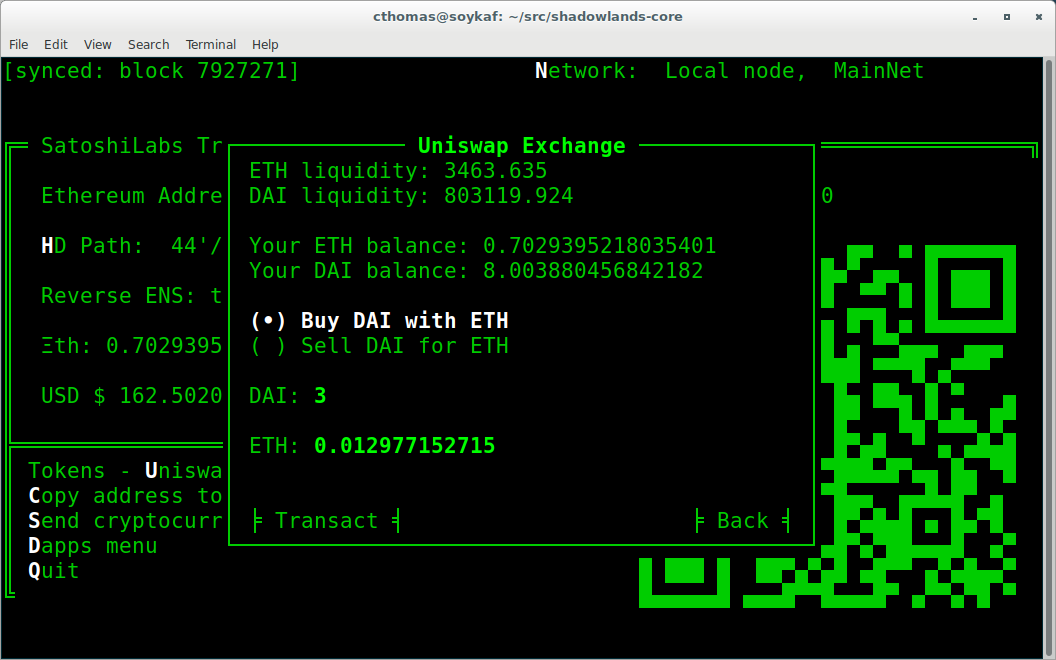 cthomas@soykaf: ~/src/shadowlands-core
File Edit View Search Terminal Help
[synced: block 7927271] Network: Local node, MainNet
SatoshiLabs Tr
Uniswap Exchange
ETH liquidity: 3463.635
Ethereum Addre
DAI liquidity: 803119.924
0
HD Path: 44'/
Your ETH balance: 0.7029395218035401
Your DAI balance: 8.003880456842182
Reverse ENS: t
(•) Buy DAI with ETH
Ξth: 0.7029395
( ) Sell DAI for ETH
USD $ 162.5020
DAI: 3
ETH: 0.012977152715
Tokens - Uniswa
Copy address to
Send cryptocurr
Transact
Back
Dapps menu
Quit